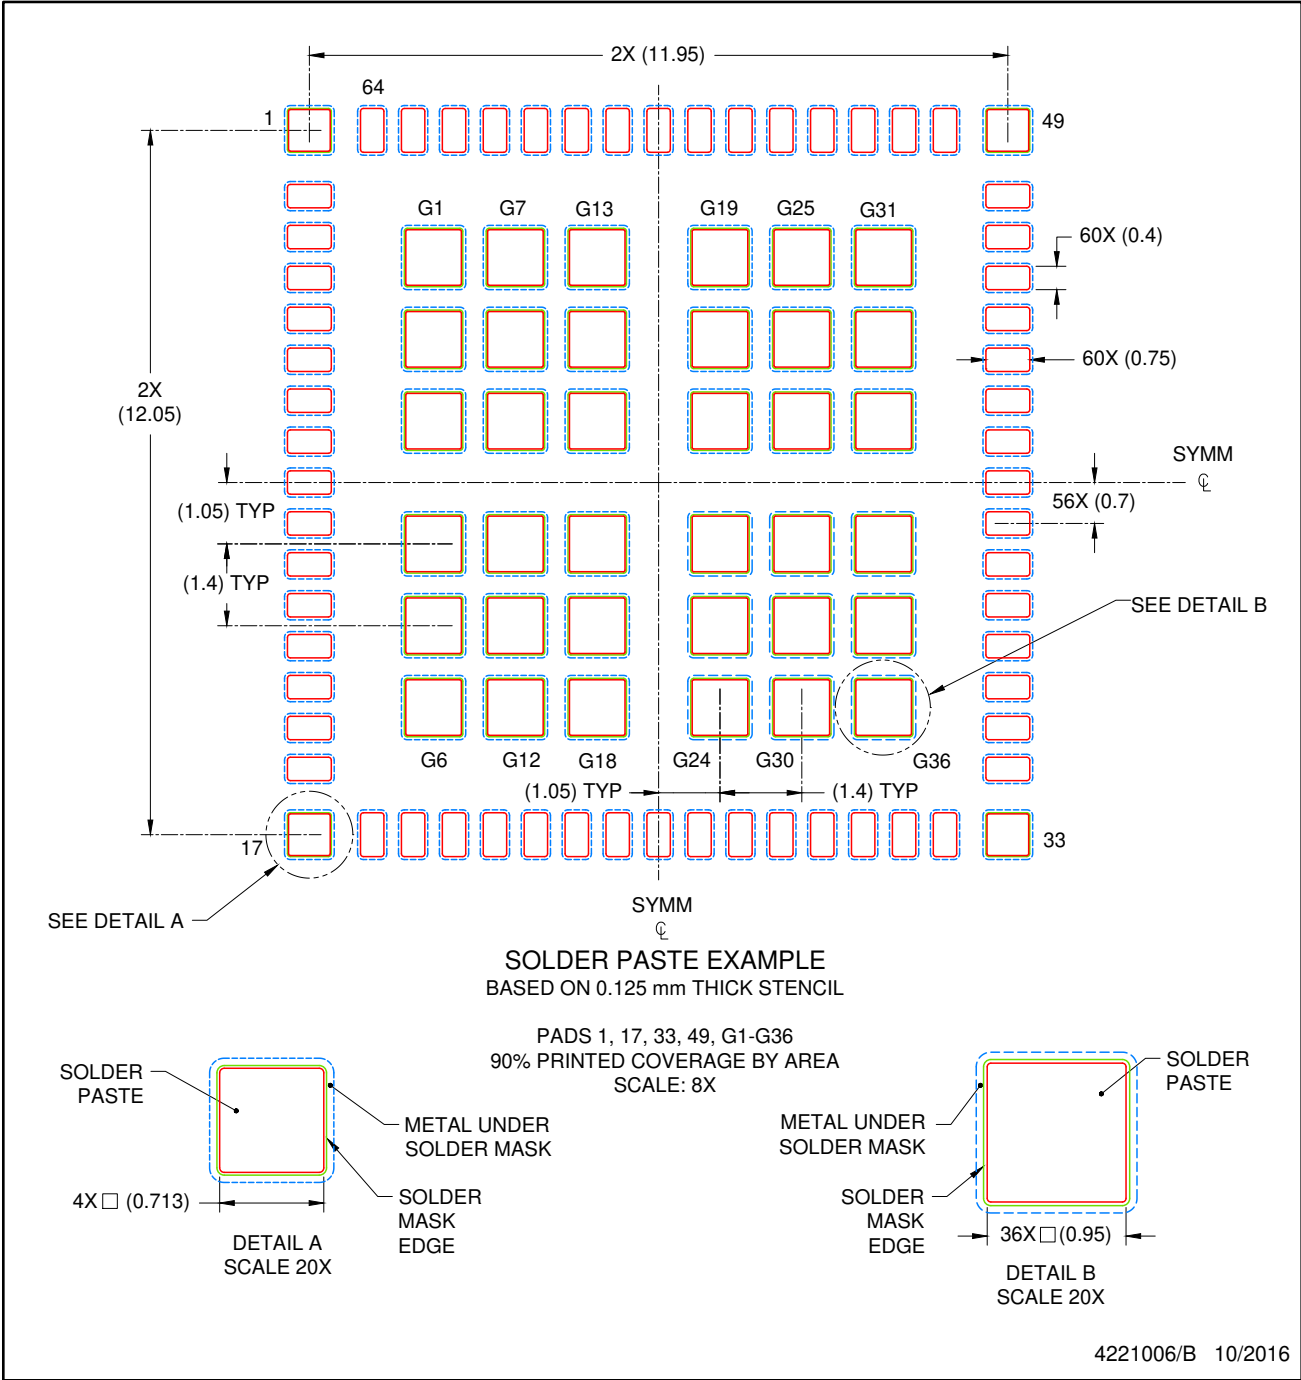 2X (11.95)
64
1
49
G1
G7
G13
G19
G25
G31
60X (0.4)
60X (0.75)
2X
(12.05)
SYMM
℄
56X (0.7)
(1.05) TYP
(1.4) TYP
SEE DETAIL B
G6
G12
G18
G24
G30
G36
(1.05) TYP
(1.4) TYP
17
33
SEE DETAIL A
SYMM
℄
SOLDER PASTE EXAMPLE
BASED ON 0.125 mm THICK STENCIL
PADS 1, 17, 33, 49, G1-G36
90% PRINTED COVERAGE BY AREA
SCALE: 8X
SOLDER
PASTE
METAL UNDER
SOLDER MASK
SOLDER
MASK
EDGE
4X □ (0.713)
DETAIL A
SCALE 20X
SOLDER
PASTE
METAL UNDER
SOLDER MASK
SOLDER
MASK
EDGE
36X □ (0.95)
DETAIL B
SCALE 20X
4221006/B 10/2016